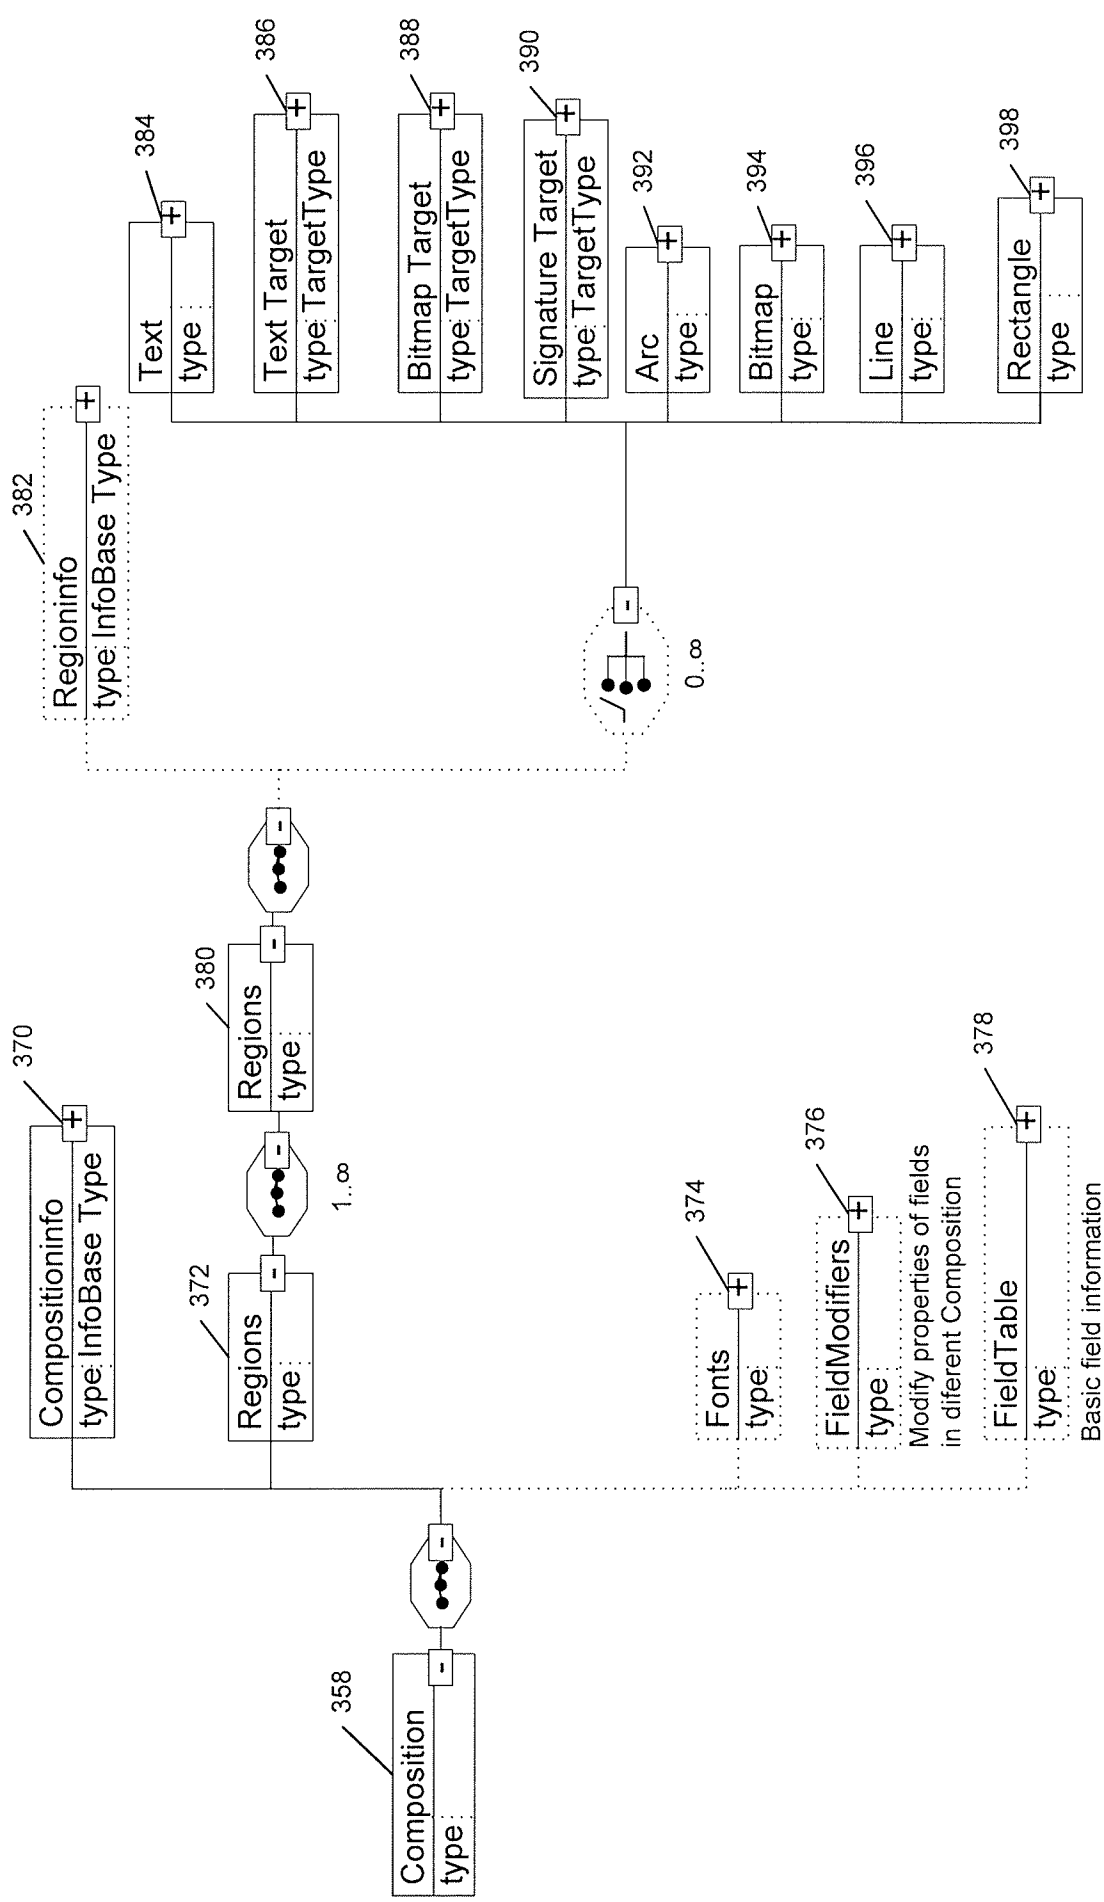 358
Composition
type:
370
Compositioninfo
type: InfoBase Type
372
Regions
type:
1..∞
380
Regions
type:
374
Fonts
type:
376
FieldModifiers
type:
Modify properties of fields
in diferent Composition
378
FieldTable
type:
Basic field information
382
Regioninfo
type: InfoBase Type
0..∞
384
Text
type:
386
Text Target
type: TargetType
388
Bitmap Target
type: TargetType
390
Signature Target
type: TargetType
392
Arc
type:
394
Bitmap
type:
396
Line
type:
398
Rectangle
type